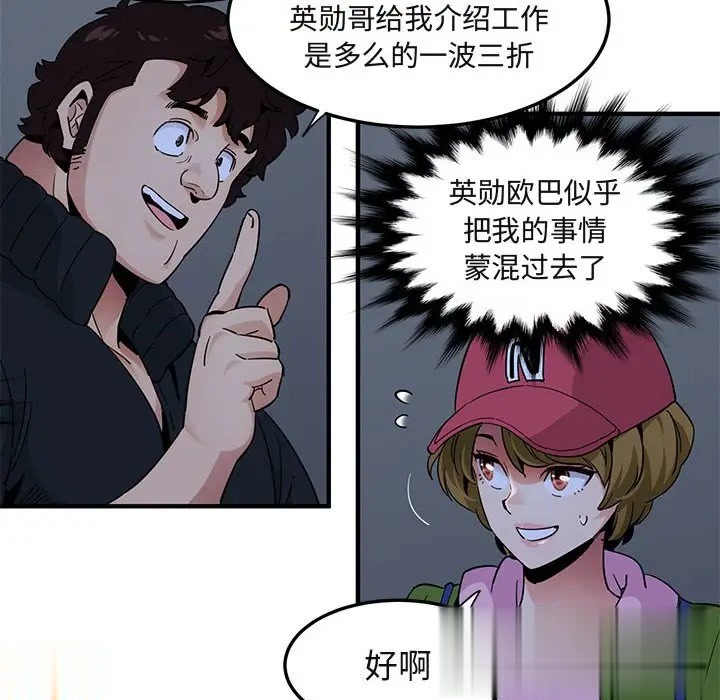 英勋哥给我介绍工作
是多么的一波三折
英勋欧巴似乎
把我的事情
蒙混过去了
N
好啊